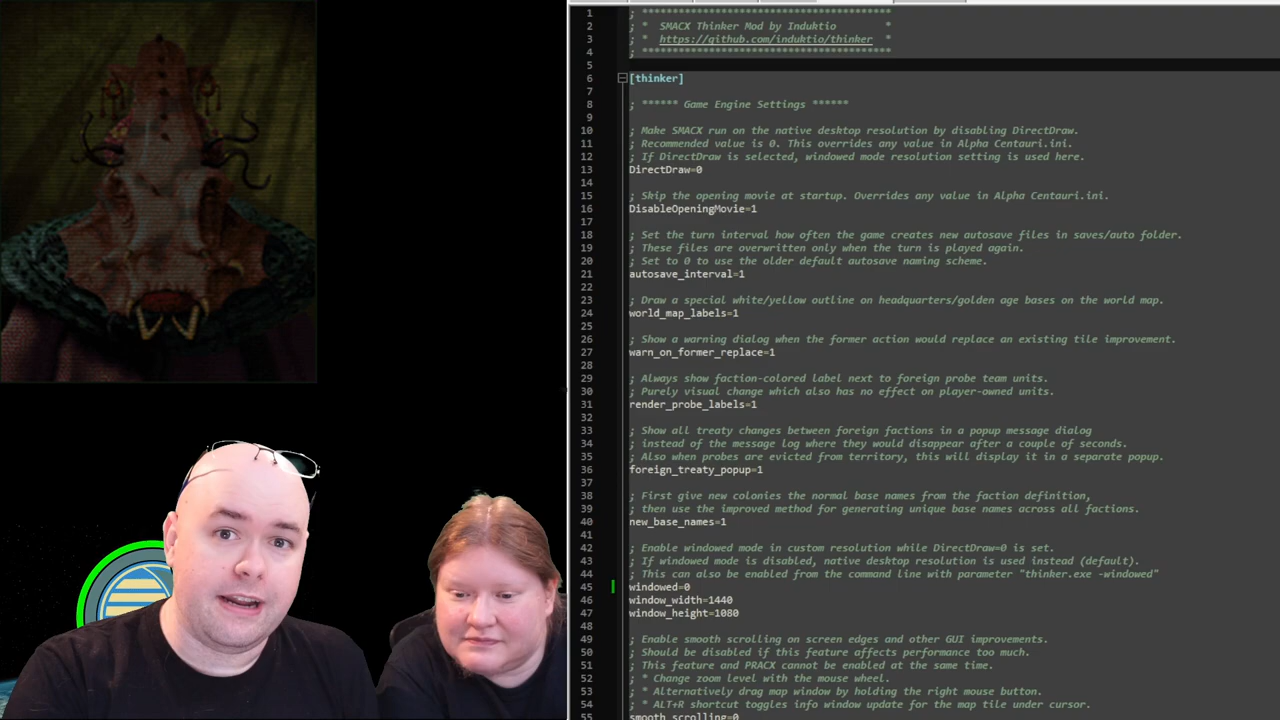 1 ; ****************************************
2 ; *   SMACX Thinker Mod by Induktio        *
3 ; *   https://github.com/induktio/thinker  *
4 ; ****************************************
5
6 [thinker]
7
8 ; ****** Game Engine Settings ******
9
10 ; Make SMACX run on the native desktop resolution by disabling DirectDraw.
11 ; Recommended value is 0. This overrides any value in Alpha Centauri.ini.
12 ; If DirectDraw is selected, windowed mode resolution setting is used here.
13 DirectDraw=0
14
15 ; Skip the opening movie at startup. Overrides any value in Alpha Centauri.ini.
16 DisableOpeningMovie=1
17
18 ; Set the turn interval how often the game creates new autosave files in saves/auto folder.
19 ; These files are overwritten only when the turn is played again.
20 ; Set to 0 to use the older default autosave naming scheme.
21 autosave_interval=1
22
23 ; Draw a special white/yellow outline on headquarters/golden age bases on the world map.
24 world_map_labels=1
25
26 ; Show a warning dialog when the former action would replace an existing tile improvement.
27 warn_on_former_replace=1
28
29 ; Always show faction-colored label next to foreign probe team units.
30 ; Purely visual change which also has no effect on player-owned units.
31 render_probe_labels=1
32
33 ; Show all treaty changes between foreign factions in a popup message dialog
34 ; instead of the message log where they would disappear after a couple of seconds.
35 ; Also when probes are evicted from territory, this will display it in a separate popup.
36 foreign_treaty_popup=1
37
38 ; First give new colonies the normal base names from the faction definition,
39 ; then use the improved method for generating unique base names across all factions.
40 new_base_names=1
41
42 ; Enable windowed mode in custom resolution while DirectDraw=0 is set.
43 ; If windowed mode is disabled, native desktop resolution is used instead (default).
44 ; This can also be enabled from the command line with parameter "thinker.exe -windowed"
45 windowed=0
46 window_width=1440
47 window_height=1080
48
49 ; Enable smooth scrolling on screen edges and other GUI improvements.
50 ; Should be disabled if this feature affects performance too much.
51 ; This feature and PRACX cannot be enabled at the same time.
52 ; * Change zoom level with the mouse wheel.
53 ; * Alternatively drag map window by holding the right mouse button.
54 ; * ALT+R shortcut toggles info window update for the map tile under cursor.
55 smooth_scrolling=0